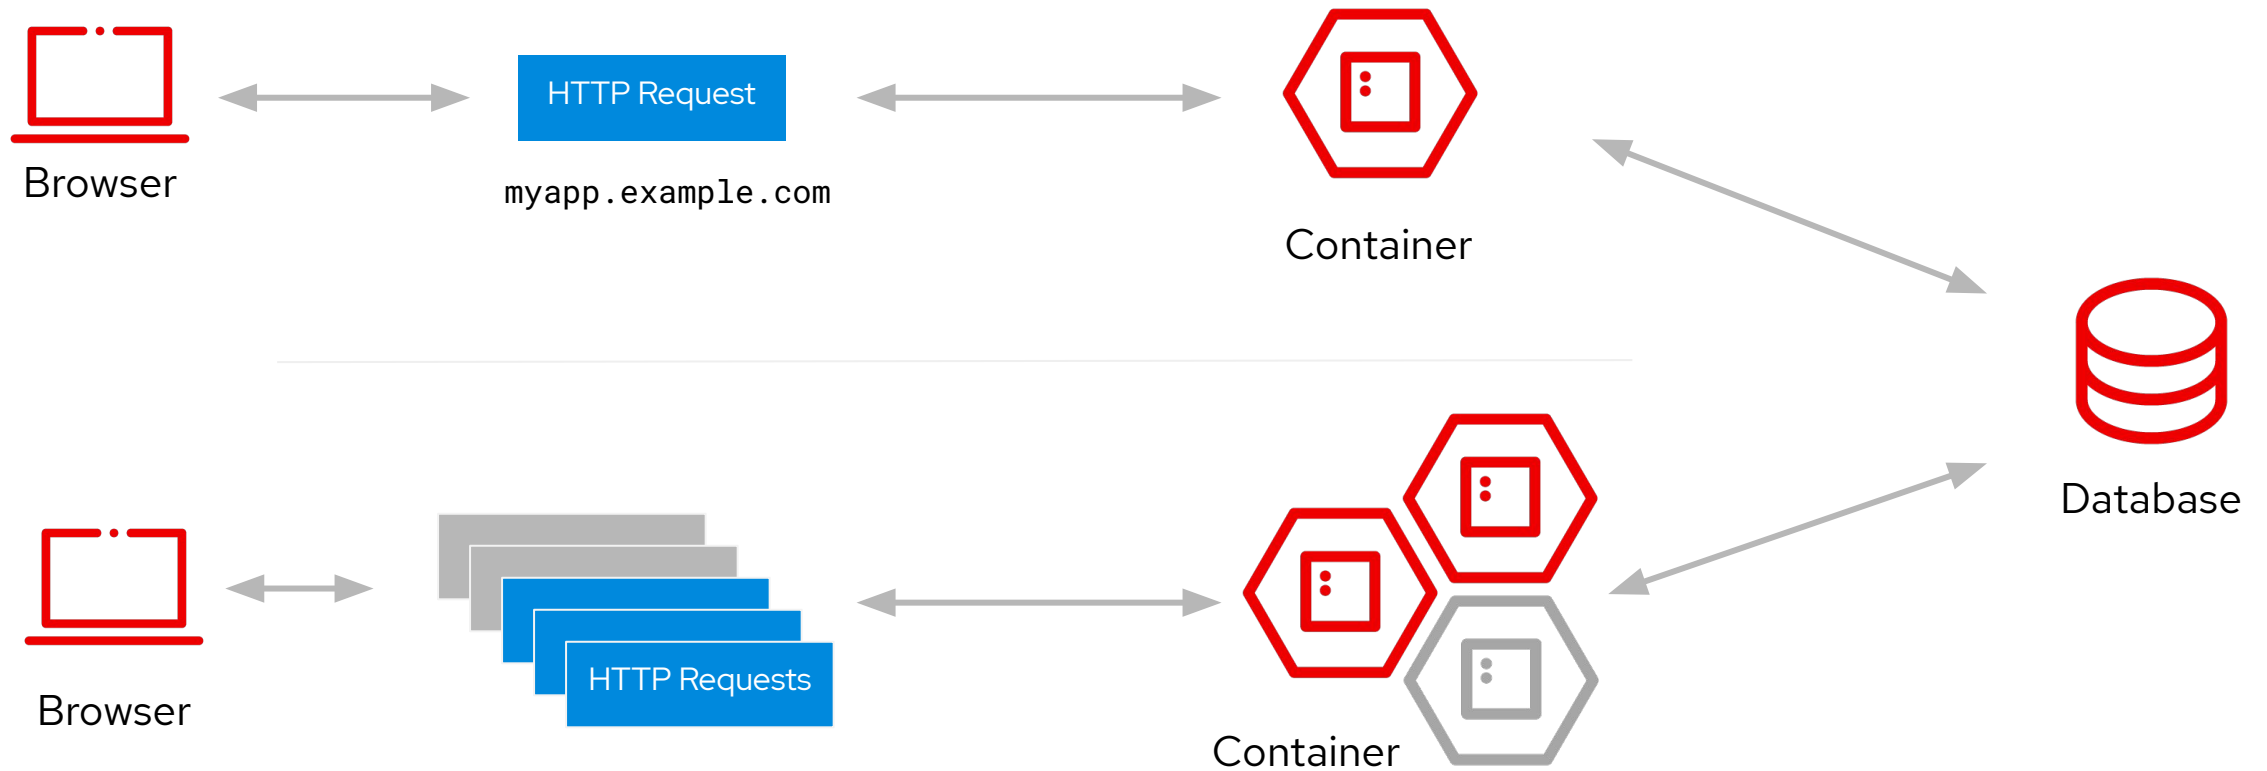 HTTP Request
Browser
myapp.example.com
Container
Database
HTTP Requests
Browser
Container